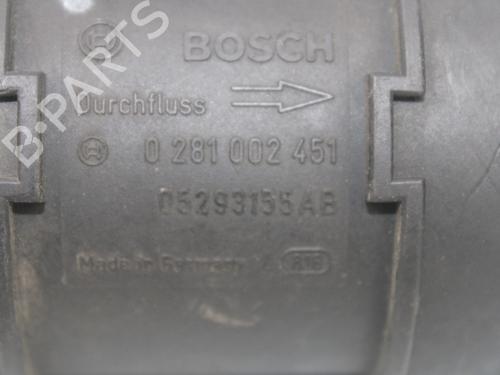 BOSCH
Durchfluss
0 281 002 451
05293155AB
Made in Germany
B-PARTS